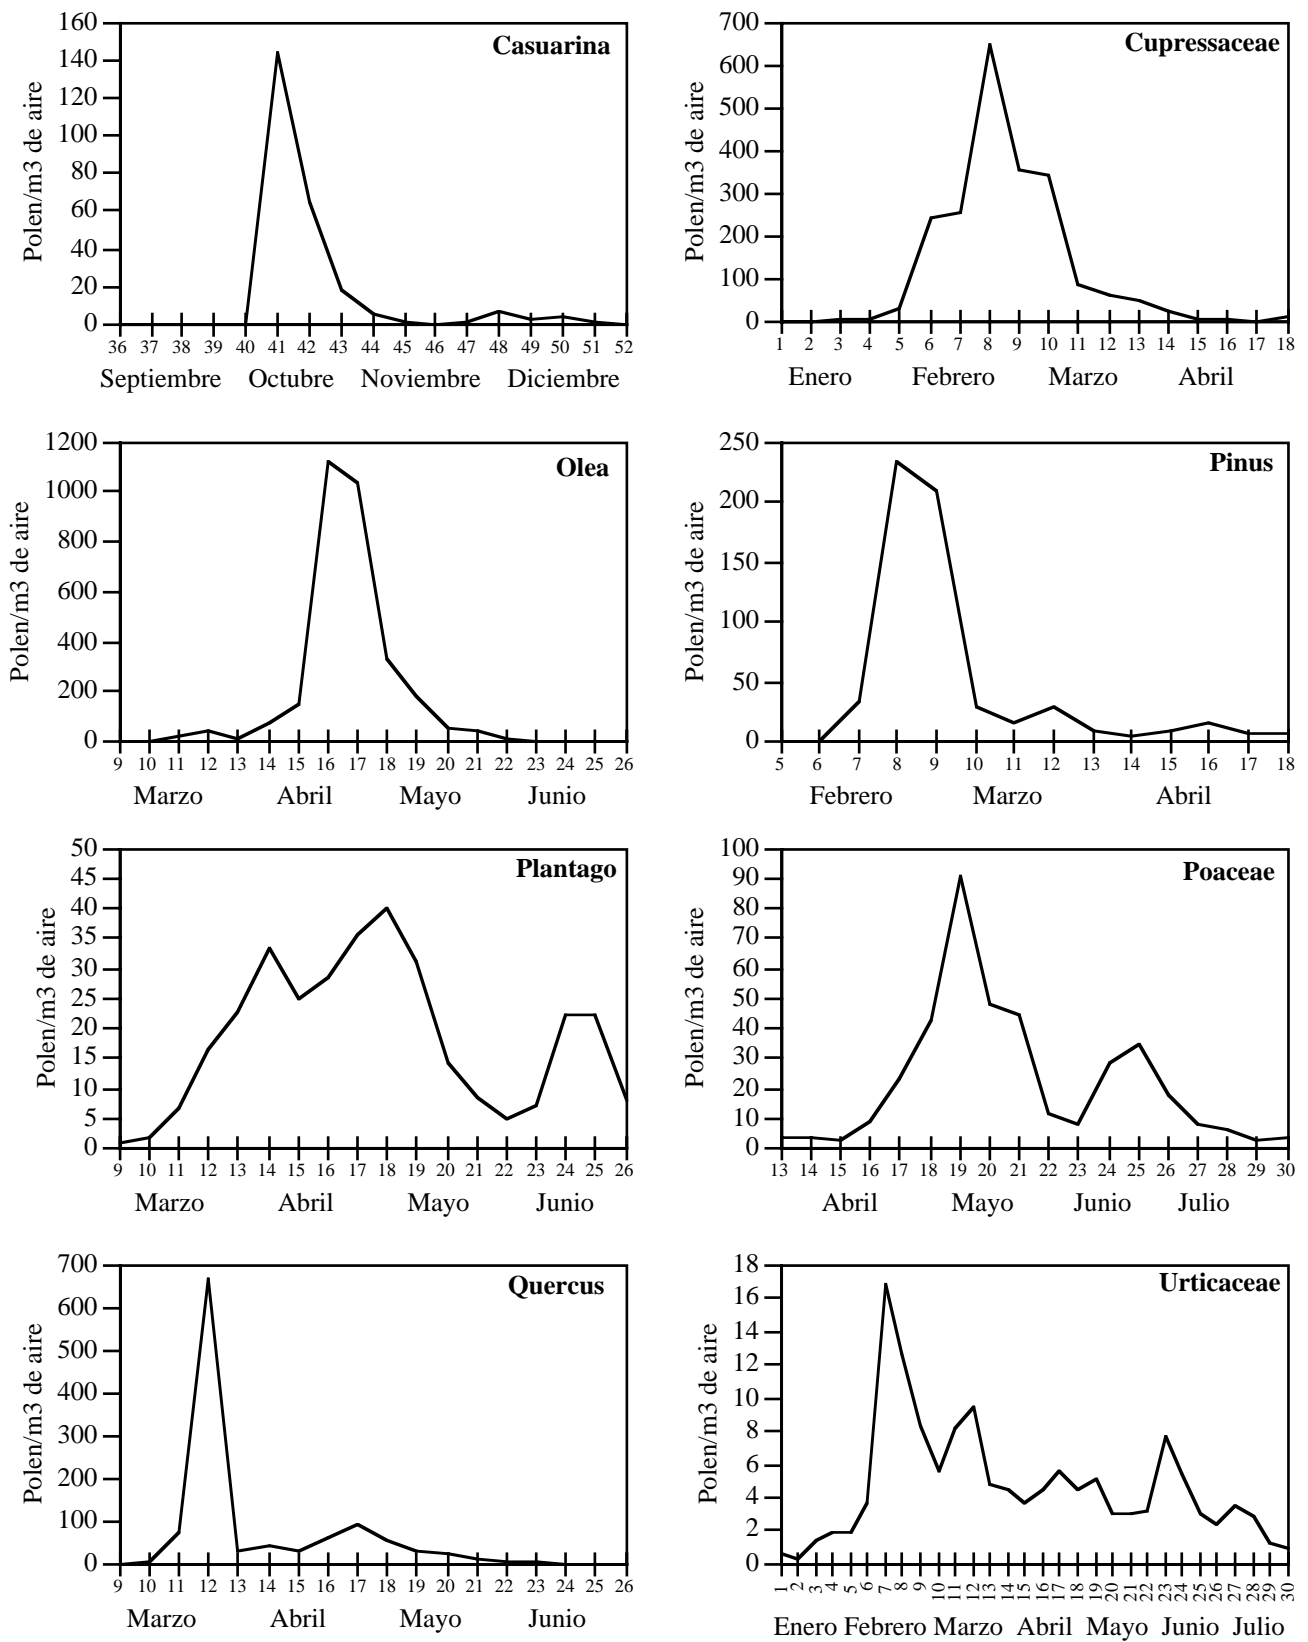 Casuarina
Polen/m3 de aire
160
140
120
100
80
60
40
20
0
36 37 38 39 40 41 42 43 44 45 46 47 48 49 50 51 52
Septiembre Octubre Noviembre Diciembre
Cupressaceae
Polen/m3 de aire
700
600
500
400
300
200
100
0
1 2 3 4 5 6 7 8 9 10 11 12 13 14 15 16 17 18
Enero Febrero Marzo Abril
Olea
Polen/m3 de aire
1200
1000
800
600
400
200
0
9 10 11 12 13 14 15 16 17 18 19 20 21 22 23 24 25 26
Marzo Abril Mayo Junio
Pinus
Polen/m3 de aire
250
200
150
100
50
0
5 6 7 8 9 10 11 12 13 14 15 16 17 18
Febrero Marzo Abril
Plantago
Polen/m3 de aire
50
45
40
35
30
25
20
15
10
5
0
9 10 11 12 13 14 15 16 17 18 19 20 21 22 23 24 25 26
Marzo Abril Mayo Junio
Poaceae
Polen/m3 de aire
100
90
80
70
60
50
40
30
20
10
0
13 14 15 16 17 18 19 20 21 22 23 24 25 26 27 28 29 30
Abril Mayo Junio Julio
Quercus
Polen/m3 de aire
700
600
500
400
300
200
100
0
9 10 11 12 13 14 15 16 17 18 19 20 21 22 23 24 25 26
Marzo Abril Mayo Junio
Urticaceae
Polen/m3 de aire
18
16
14
12
10
8
6
4
2
0
1 2 3 4 5 6 7 8 9 10 11 12 13 14 15 16 17 18 19 20 21 22 23 24 25 26 27 28 29 30
Enero Febrero Marzo Abril Mayo Junio Julio